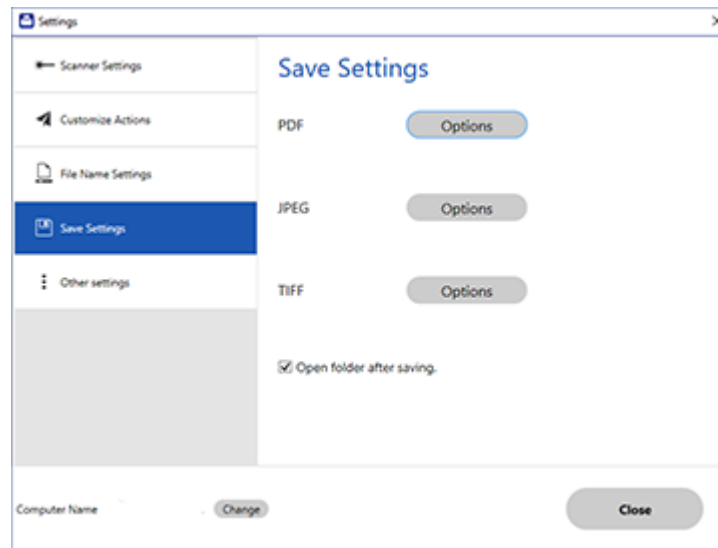 Settings
Scanner Settings
Customize Actions
File Name Settings
Save Settings
Other settings
Save Settings
PDF Options
JPEG Options
TIFF Options
Open folder after saving.
Computer Name Change
Close